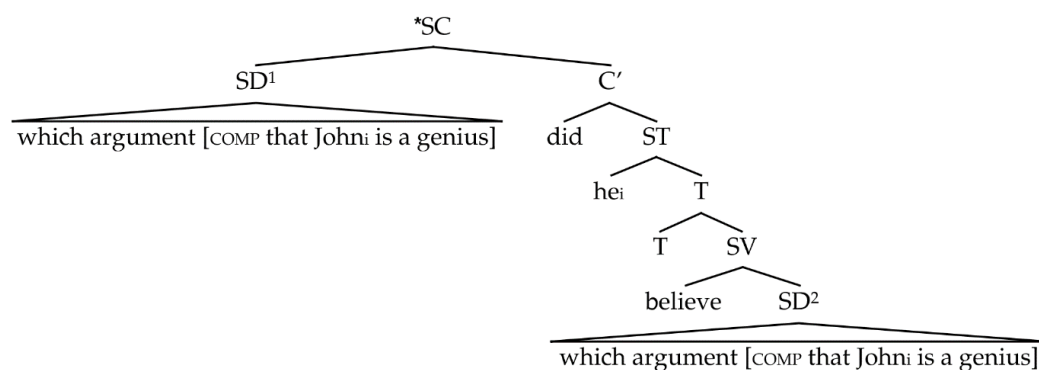 *SC
SD¹ C′
which argument [COMP that Johni is a genius] did ST
hei T
T SV
believe SD²
which argument [COMP that Johni is a genius]